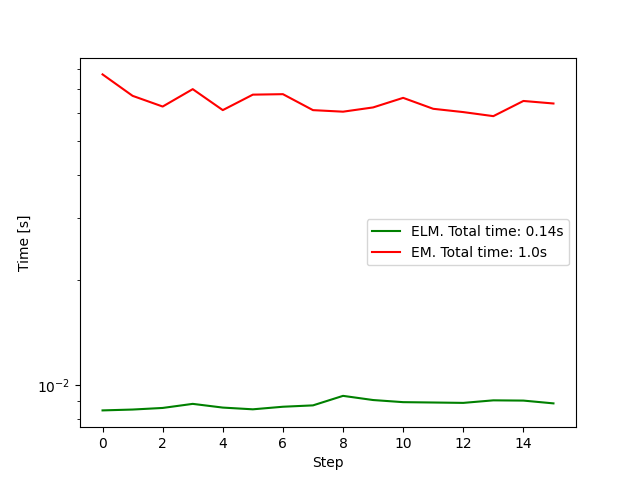 Time [s]
10⁻²
ELM. Total time: 0.14s
EM. Total time: 1.0s
0 2 4 6 8 10 12 14
Step